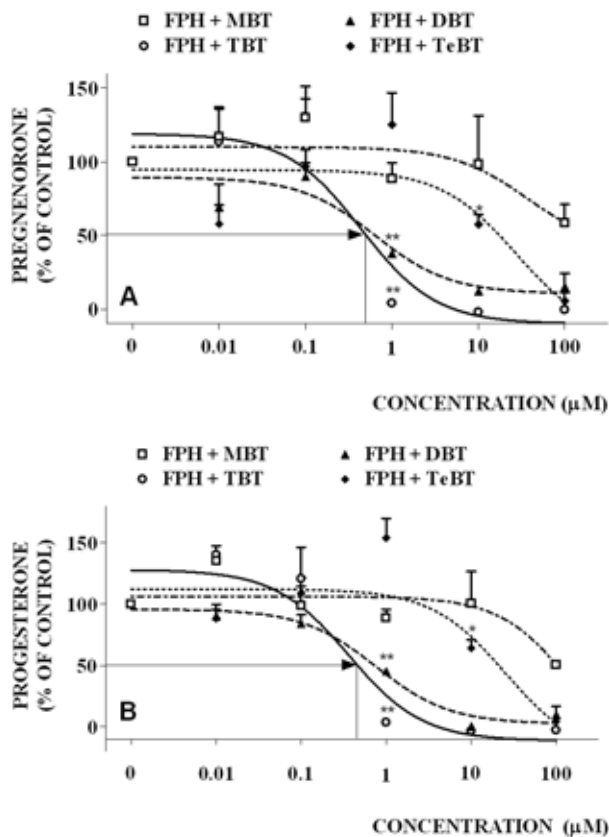 FPH + MBT FPH + DBT
FPH + TBT FPH + TeBT
PREGNENORONE
(% OF CONTROL)
150
100
50
0
*
**
**
A
0 0.01 0.1 1 10 100
CONCENTRATION (μM)
FPH + MBT FPH + DBT
FPH + TBT FPH + TeBT
PROGESTERONE
(% OF CONTROL)
150
100
50
0
*
**
**
B
0 0.01 0.1 1 10 100
CONCENTRATION (μM)